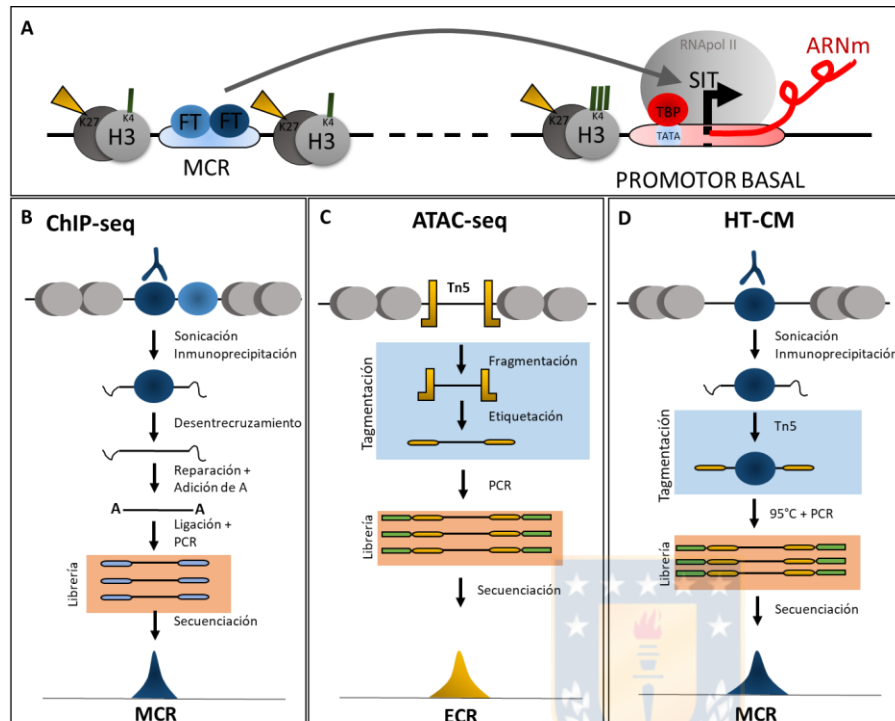 A
RNApol II
ARNm
SIT
K27
K4
H3
FT
FT
K27
K4
H3
K27
K4
H3
TBP
TATA
MCR
PROMOTOR BASAL
B
ChIP-seq
Sonicación
Inmunoprecipitación
Desentrecruzamiento
Reparación +
Adición de A
A
A
Ligación +
PCR
Librería
Secuenciación
MCR
C
ATAC-seq
Tn5
Tagmentación
Fragmentación
Etiquetación
PCR
Librería
Secuenciación
ECR
D
HT-CM
Sonicación
Inmunoprecipitación
Tagmentación
Tn5
95°C + PCR
Librería
Secuenciación
MCR